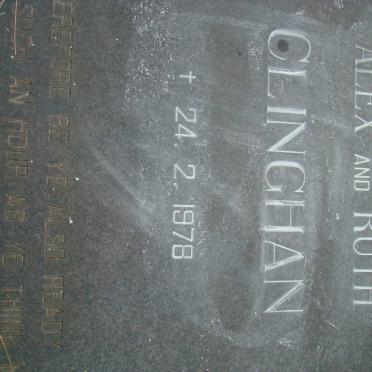 ALEX AND RUTH
CLINGHAN
† 24.2.1978
BE YE ALSO READY
AN HOUR AS YE THINK